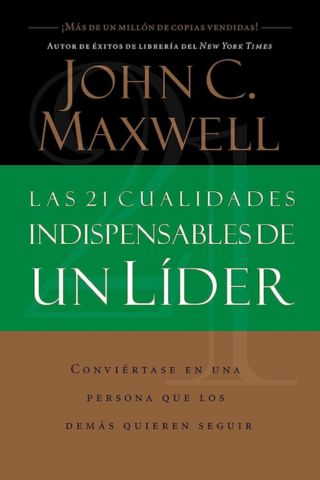 ¡MÁS DE UN MILLÓN DE COPIAS VENDIDAS!
AUTOR DE ÉXITOS DE LIBRERÍA DEL NEW YORK TIMES
JOHN C.
MAXWELL
21
LAS 21 CUALIDADES
INDISPENSABLES DE
UN LÍDER
CONVIÉRTASE EN UNA
PERSONA QUE LOS
DEMÁS QUIEREN SEGUIR